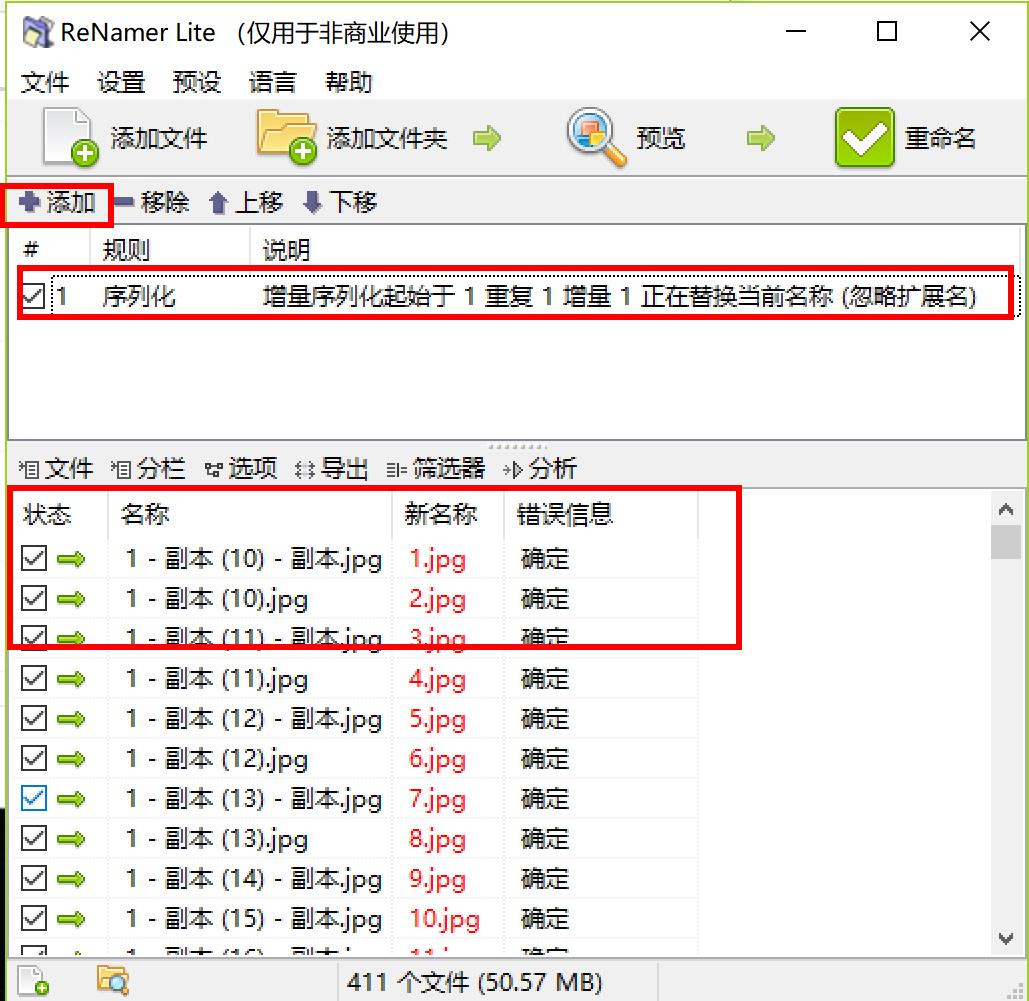 ReNamer Lite （仅用于非商业使用）
文件 设置 预设 语言 帮助
添加文件 添加文件夹 预览 重命名
添加 移除 上移 下移
# 规则 说明
1 序列化 增量序列化起始于 1 重复 1 增量 1 正在替换当前名称 (忽略扩展名)
文件 分栏 选项 导出 筛选器 分析
状态 名称 新名称 错误信息
1 - 副本 (10) - 副本.jpg 1.jpg 确定
1 - 副本 (10).jpg 2.jpg 确定
1 - 副本 (11) - 副本.jpg 3.jpg 确定
1 - 副本 (11).jpg 4.jpg 确定
1 - 副本 (12) - 副本.jpg 5.jpg 确定
1 - 副本 (12).jpg 6.jpg 确定
1 - 副本 (13) - 副本.jpg 7.jpg 确定
1 - 副本 (13).jpg 8.jpg 确定
1 - 副本 (14) - 副本.jpg 9.jpg 确定
1 - 副本 (15) - 副本.jpg 10.jpg 确定
411 个文件 (50.57 MB)